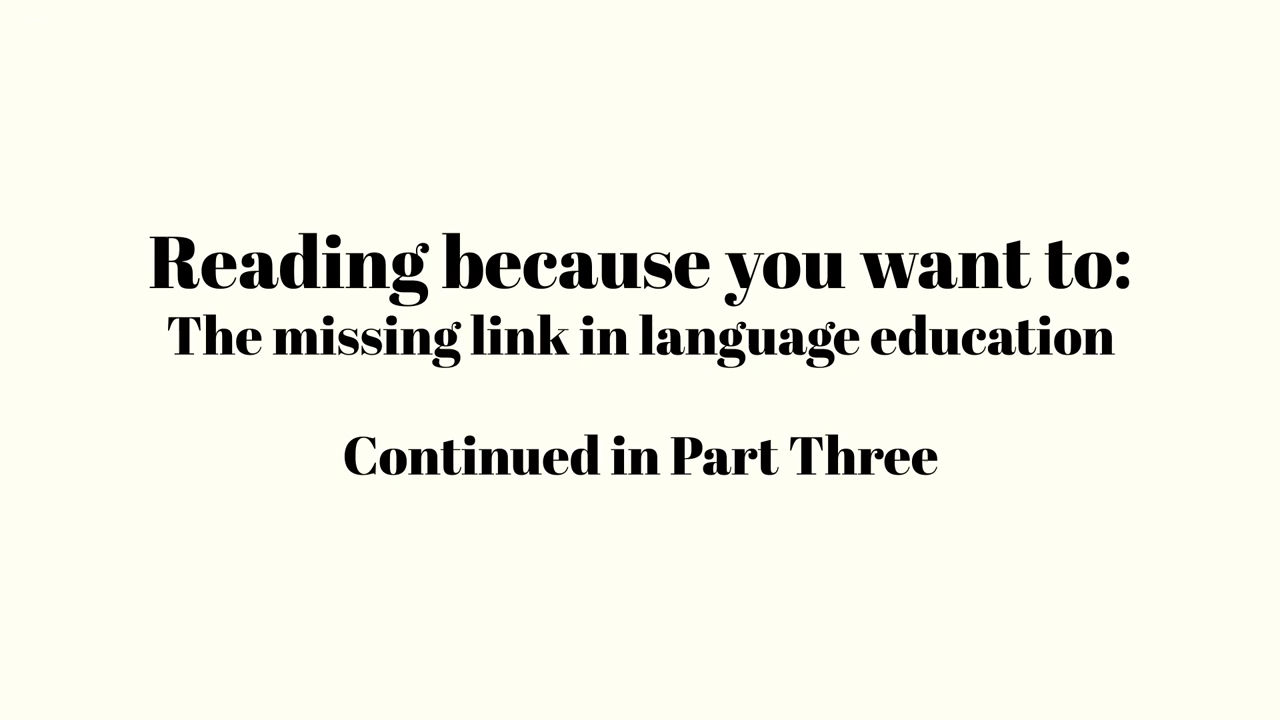 Reading because you want to:
The missing link in language education
Continued in Part Three